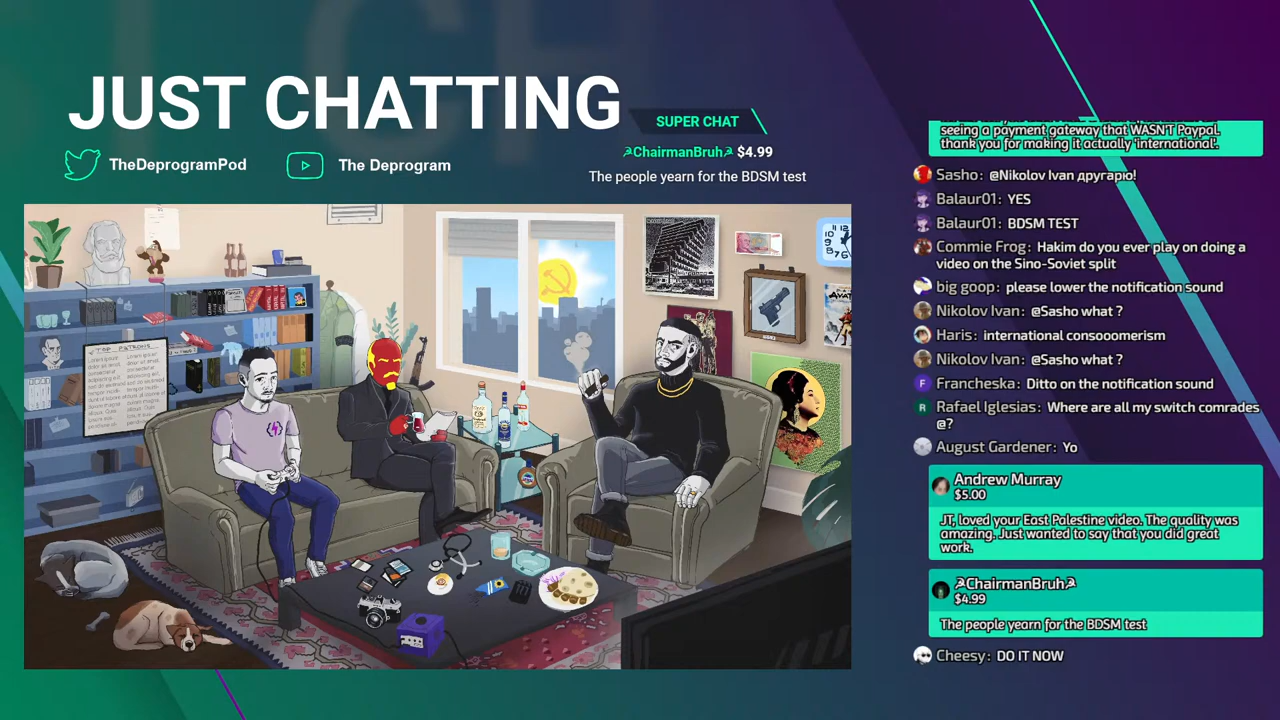 JUST CHATTING
SUPER CHAT
TheDeprogramPod
The Deprogram
☭ChairmanBruh☭ $4.99
The people yearn for the BDSM test
TOP PATRONS
seeing a payment gateway that WASN'T Paypal.
thank you for making it actually 'international'.
Sasho: @Nikolov Ivan другарю!
Balaur01: YES
Balaur01: BDSM TEST
Commie Frog: Hakim do you ever play on doing a
video on the Sino-Soviet split
big goop: please lower the notification sound
Nikolov Ivan: @Sasho what ?
Haris: international consooomerism
Nikolov Ivan: @Sasho what ?
F
Francheska: Ditto on the notification sound
R
Rafael Iglesias: Where are all my switch comrades
@?
August Gardener: Yo
Andrew Murray
$5.00
JT, loved your East Palestine video. The quality was
amazing. Just wanted to say that you did great
work.
☭ChairmanBruh☭
$4.99
The people yearn for the BDSM test
Cheesy: DO IT NOW